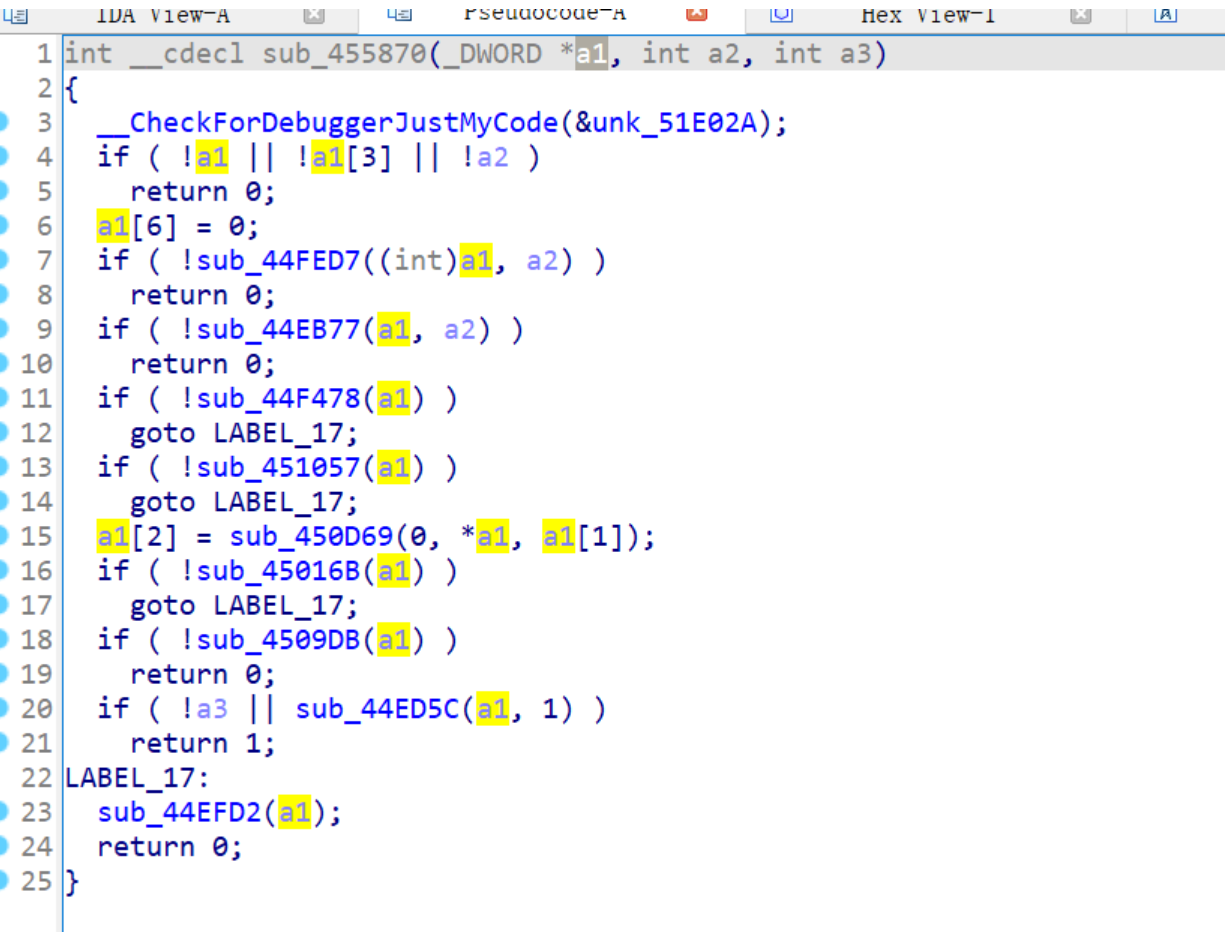 IDA View-A Pseudocode-A Hex View-1 A
1 int __cdecl sub_455870(_DWORD *a1, int a2, int a3)
2 {
3 __CheckForDebuggerJustMyCode(&unk_51E02A);
4 if ( !a1 || !a1[3] || !a2 )
5 return 0;
6 a1[6] = 0;
7 if ( !sub_44FED7((int)a1, a2) )
8 return 0;
9 if ( !sub_44EB77(a1, a2) )
10 return 0;
11 if ( !sub_44F478(a1) )
12 goto LABEL_17;
13 if ( !sub_451057(a1) )
14 goto LABEL_17;
15 a1[2] = sub_450D69(0, *a1, a1[1]);
16 if ( !sub_45016B(a1) )
17 goto LABEL_17;
18 if ( !sub_4509DB(a1) )
19 return 0;
20 if ( !a3 || sub_44ED5C(a1, 1) )
21 return 1;
22 LABEL_17:
23 sub_44EFD2(a1);
24 return 0;
25 }